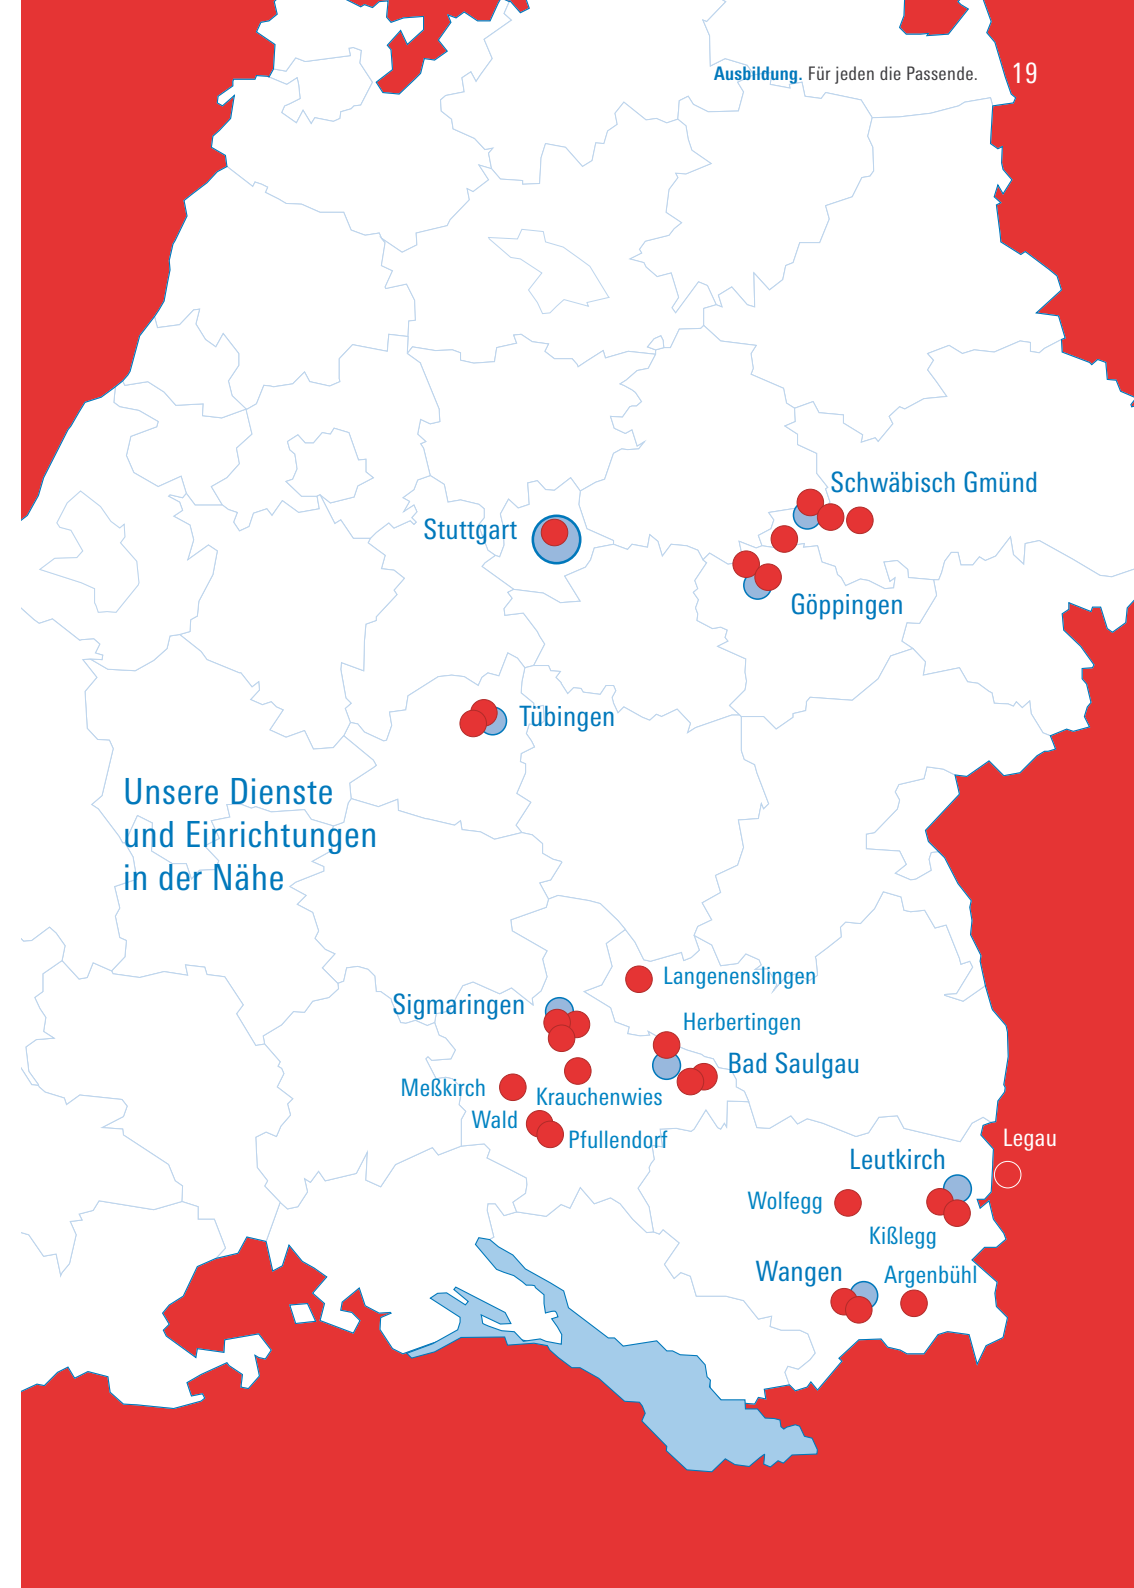 Ausbildung. Für jeden die Passende. 19
Schwäbisch Gmünd
Stuttgart
Göppingen
Tübingen
Unsere Dienste
und Einrichtungen
in der Nähe
Langenenslingen
Sigmaringen
Herbertingen
Bad Saulgau
Meßkirch
Krauchenwies
Wald
Pfullendorf
Legau
Leutkirch
Wolfegg
Kißlegg
Wangen
Argenbühl